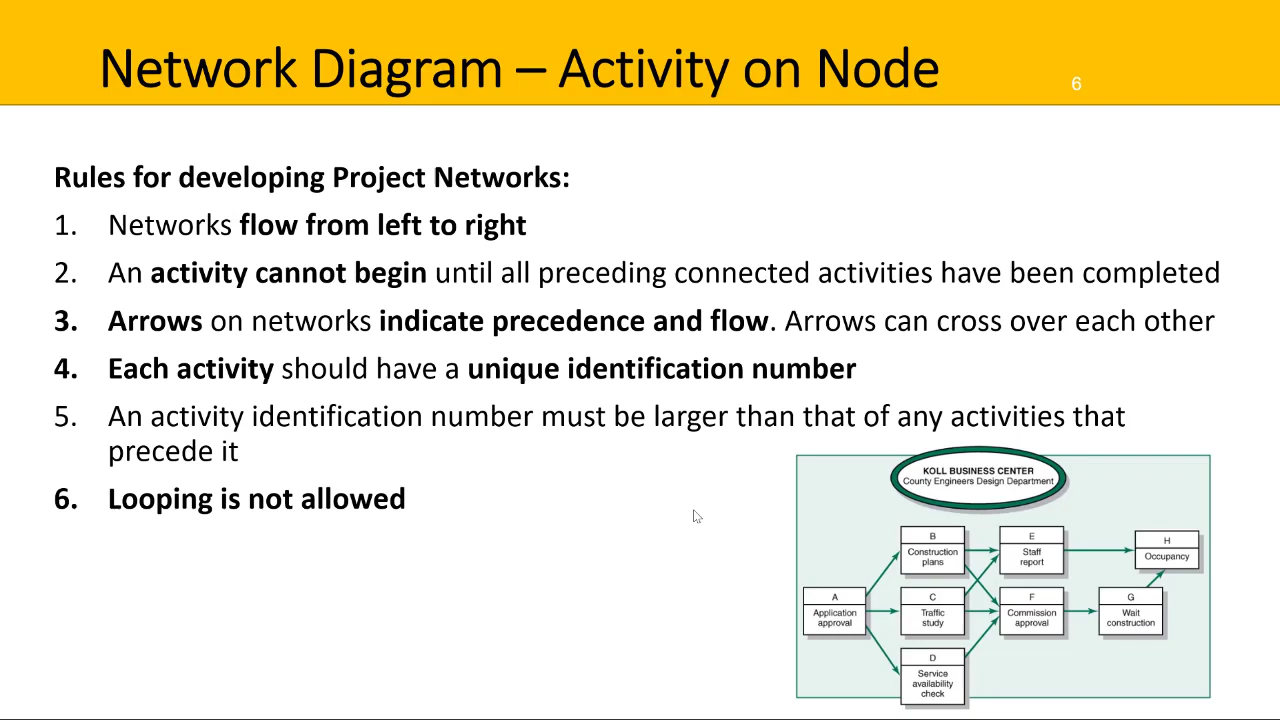 Network Diagram – Activity on Node
6
Rules for developing Project Networks:
1. Networks flow from left to right
2. An activity cannot begin until all preceding connected activities have been completed
3. Arrows on networks indicate precedence and flow. Arrows can cross over each other
4. Each activity should have a unique identification number
5. An activity identification number must be larger than that of any activities that
precede it
6. Looping is not allowed
KOLL BUSINESS CENTER
County Engineers Design Department
B
Construction
plans
E
Staff
report
H
Occupancy
A
Application
approval
C
Traffic
study
F
Commission
approval
G
Wait
construction
D
Service
availability
check